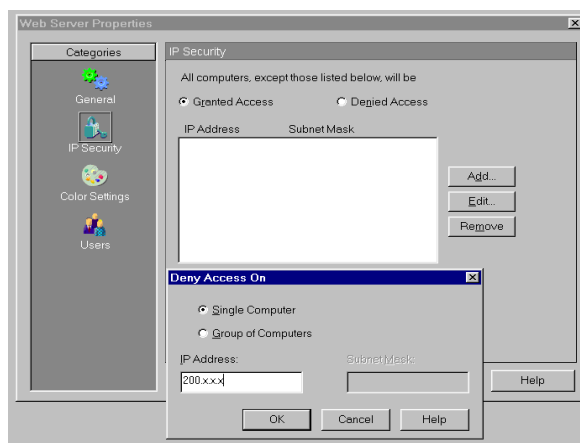 Web Server Properties
Categories
General
IP Security
Color Settings
Users
IP Security
All computers, except those listed below, will be
Granted Access Denied Access
IP Address Subnet Mask
Add...
Edit...
Remove
Deny Access On
Single Computer
Group of Computers
IP Address: Subnet Mask:
200.x.x.x
OK Cancel Help
Help